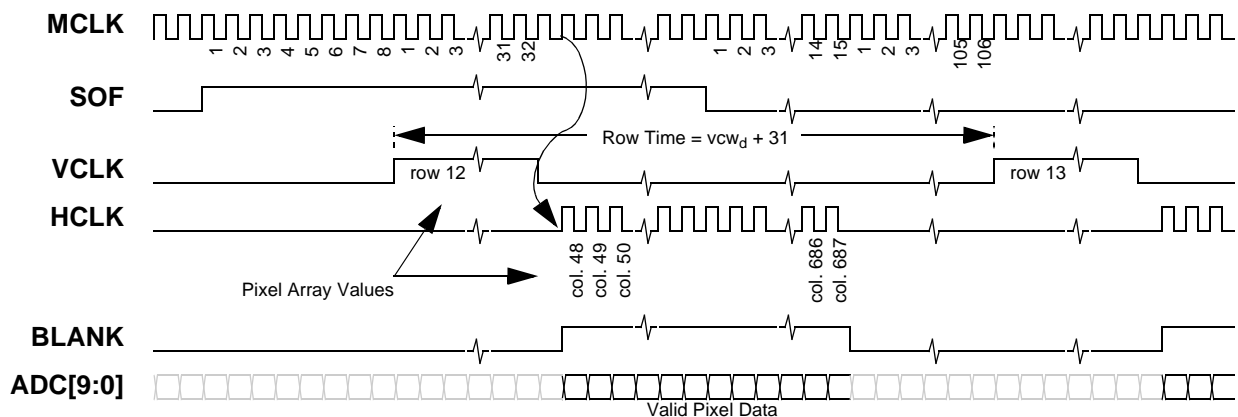 MCLK
1 2 3 4 5 6 7 8 1 2 3 31 32 1 2 3 14 15 1 2 3 105 106
SOF
Row Time = vcwd + 31
VCLK
row 12 row 13
HCLK
col. 48 col. 49 col. 50 col. 686 col. 687
Pixel Array Values
BLANK
ADC[9:0]
Valid Pixel Data